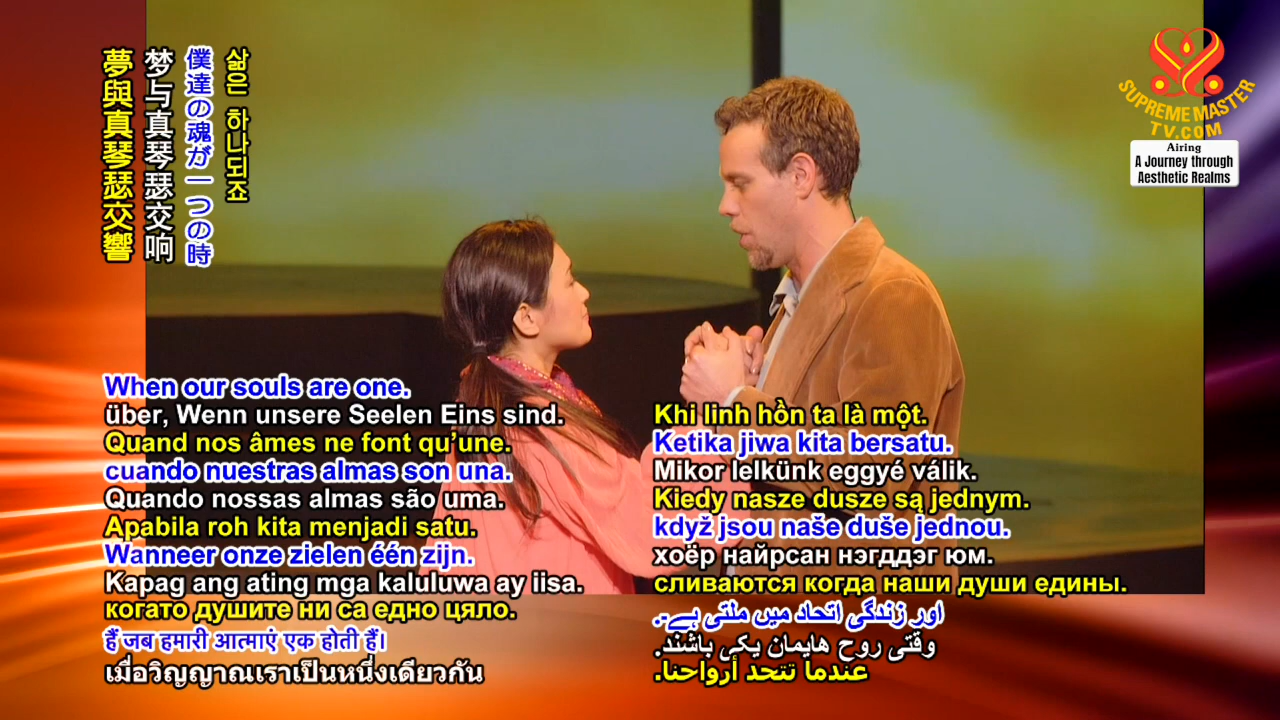 삶은 하나되죠
僕達の魂が一つの時
梦与真琴瑟交响
夢與真琴瑟交響
SUPREME MASTER
TV.COM
Airing
A Journey through
Aesthetic Realms
When our souls are one.
über, Wenn unsere Seelen Eins sind.
Quand nos âmes ne font qu’une.
cuando nuestras almas son una.
Quando nossas almas são uma.
Apabila roh kita menjadi satu.
Wanneer onze zielen één zijn.
Kapag ang ating mga kaluluwa ay iisa.
когато душите ни са едно цяло.
हैं जब हमारी आत्माएं एक होती हैं।
เมื่อวิญญาณเราเป็นหนึ่งเดียวกัน
Khi linh hồn ta là một.
Ketika jiwa kita bersatu.
Mikor lelkünk eggyé válik.
Kiedy nasze dusze są jednym.
když jsou naše duše jednou.
хоёр найрсан нэгддэг юм.
сливаются когда наши души едины.
اور زندگی اتحاد میں ملتی ہے-.
وقتی روح هایمان یکی باشند.
عندما تتحد أرواحنا.